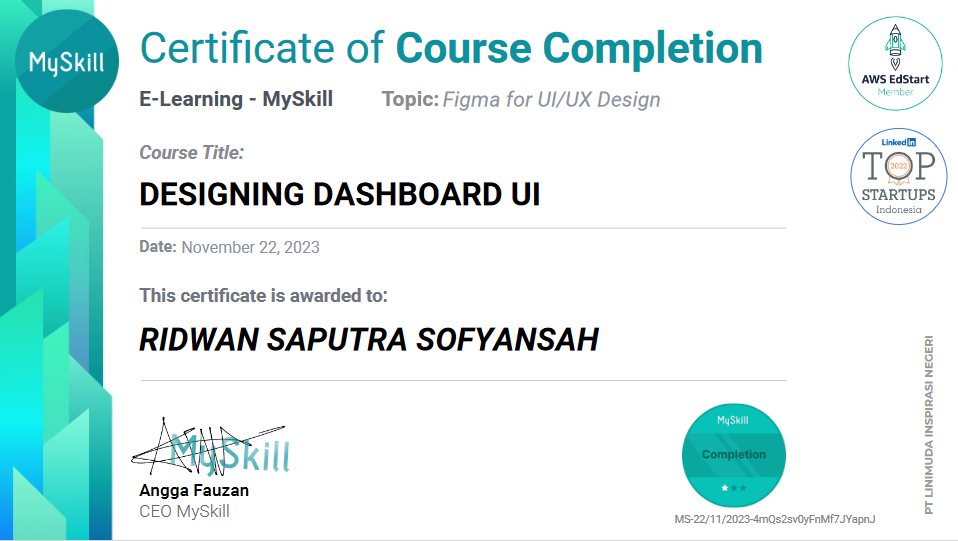 MySkill
Certificate of Course Completion
E-Learning - MySkill
Topic: Figma for UI/UX Design
AWS EdStart
Member
LinkedIn
TOP
2022
STARTUPS
Indonesia
Course Title:
DESIGNING DASHBOARD UI
Date: November 22, 2023
This certificate is awarded to:
RIDWAN SAPUTRA SOFYANSAH
MySkill
Angga Fauzan
CEO MySkill
MySkill
Completion
MS-22/11/2023-4mQs2sv0yFnMf7JYapnJ
PT LINIMUDA INSPIRASI NEGERI